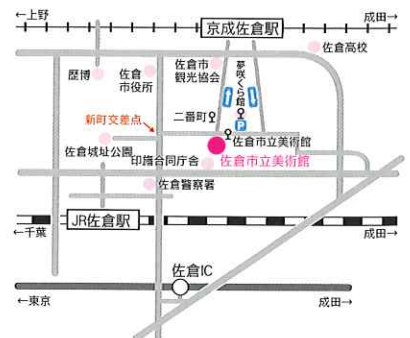 ←上野
京成佐倉駅
成田→
佐倉高校
歴博
佐倉
市役所
佐倉市
観光協会
夢咲くら館
二番町
P
新町交差点
佐倉市立美術館
佐倉城址公園
印旛合同庁舎
佐倉市立美術館
佐倉警察署
JR佐倉駅
←千葉
成田→
佐倉IC
←東京
成田→